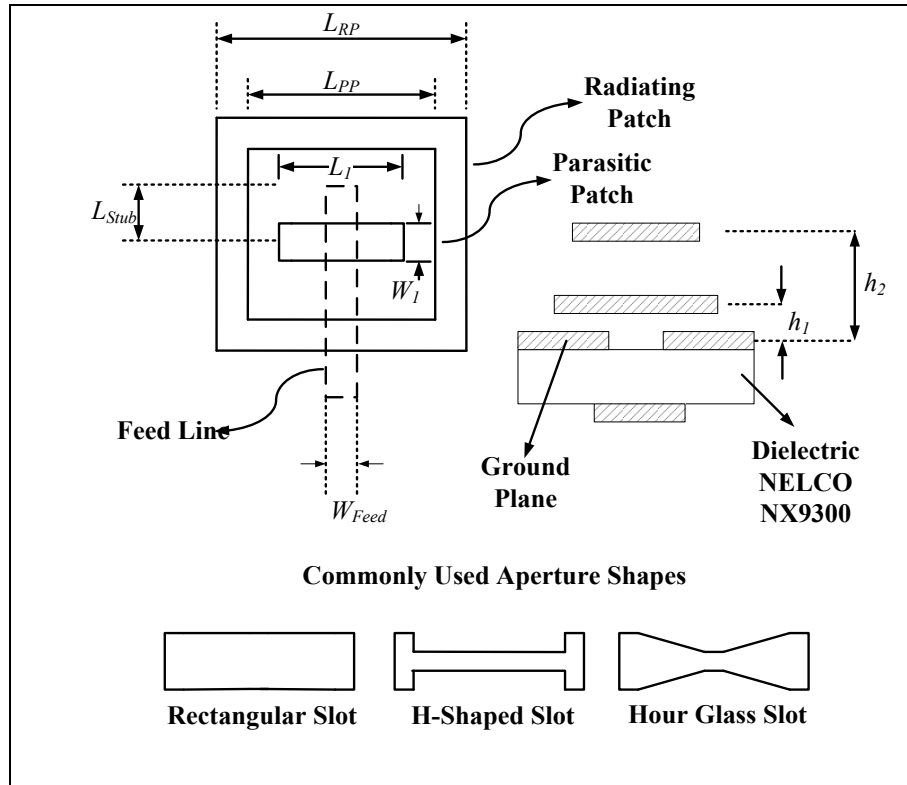 L_RP
L_PP
Radiating
Patch
L_1
Parasitic
Patch
L_Stub
W_1
h_2
h_1
Feed Line
Ground
Plane
Dielectric
NELCO
NX9300
W_Feed
Commonly Used Aperture Shapes
Rectangular Slot
H-Shaped Slot
Hour Glass Slot